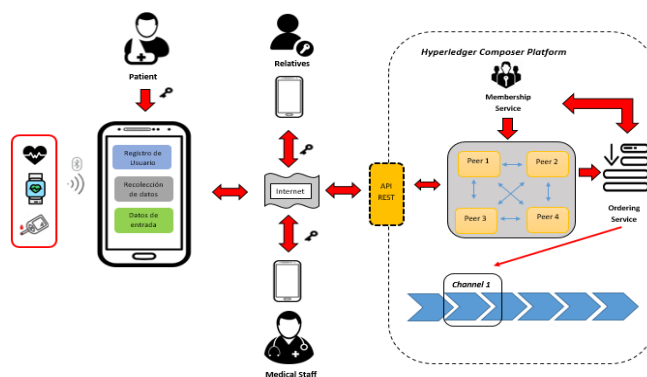 Patient
Relatives
Hyperledger Composer Platform
Membership
Service
Registro de
Usuario
Recolección
de datos
Datos de
entrada
Internet
API
REST
Peer 1
Peer 2
Peer 3
Peer 4
Ordering
Service
Channel 1
Medical Staff